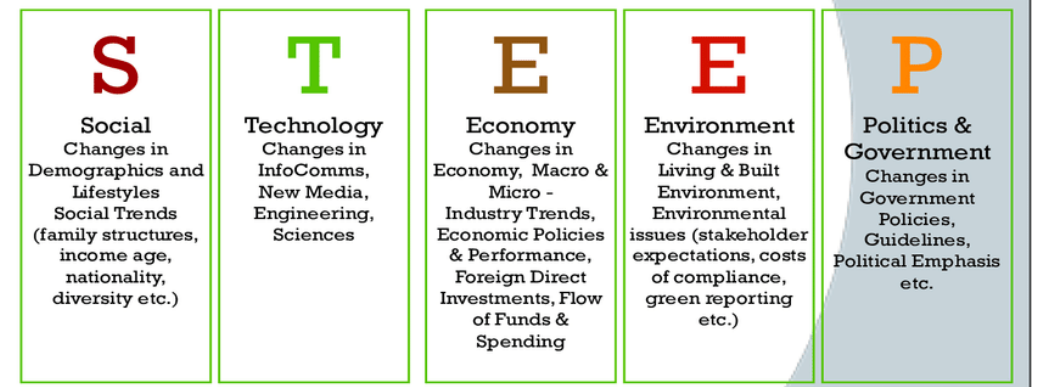 S
Social
Changes in
Demographics and
Lifestyles
Social Trends
(family structures,
income age,
nationality,
diversity etc.)
T
Technology
Changes in
InfoComms,
New Media,
Engineering,
Sciences
E
Economy
Changes in
Economy, Macro &
Micro -
Industry Trends,
Economic Policies
& Performance,
Foreign Direct
Investments, Flow
of Funds &
Spending
E
Environment
Changes in
Living & Built
Environment,
Environmental
issues (stakeholder
expectations, costs
of compliance,
green reporting
etc.)
P
Politics &
Government
Changes in
Government
Policies,
Guidelines,
Political Emphasis
etc.